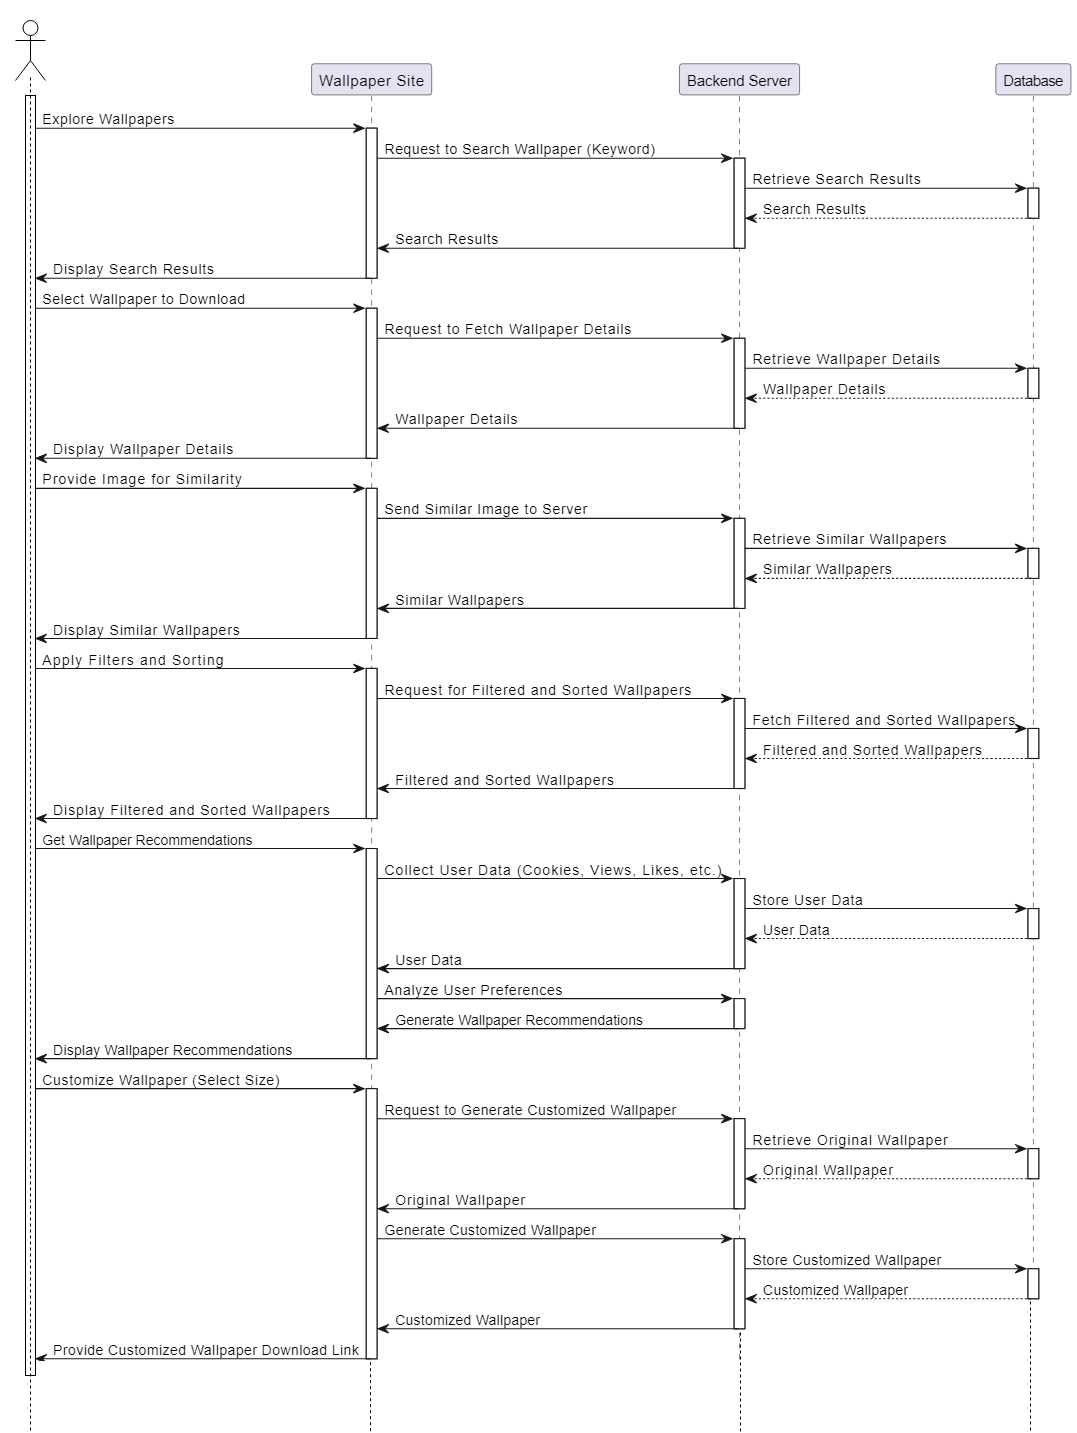 Wallpaper Site
Backend Server
Database
Explore Wallpapers
Request to Search Wallpaper (Keyword)
Retrieve Search Results
Search Results
Search Results
Display Search Results
Select Wallpaper to Download
Request to Fetch Wallpaper Details
Retrieve Wallpaper Details
Wallpaper Details
Wallpaper Details
Display Wallpaper Details
Provide Image for Similarity
Send Similar Image to Server
Retrieve Similar Wallpapers
Similar Wallpapers
Similar Wallpapers
Display Similar Wallpapers
Apply Filters and Sorting
Request for Filtered and Sorted Wallpapers
Fetch Filtered and Sorted Wallpapers
Filtered and Sorted Wallpapers
Filtered and Sorted Wallpapers
Display Filtered and Sorted Wallpapers
Get Wallpaper Recommendations
Collect User Data (Cookies, Views, Likes, etc.)
Store User Data
User Data
User Data
Analyze User Preferences
Generate Wallpaper Recommendations
Display Wallpaper Recommendations
Customize Wallpaper (Select Size)
Request to Generate Customized Wallpaper
Retrieve Original Wallpaper
Original Wallpaper
Original Wallpaper
Generate Customized Wallpaper
Store Customized Wallpaper
Customized Wallpaper
Customized Wallpaper
Provide Customized Wallpaper Download Link